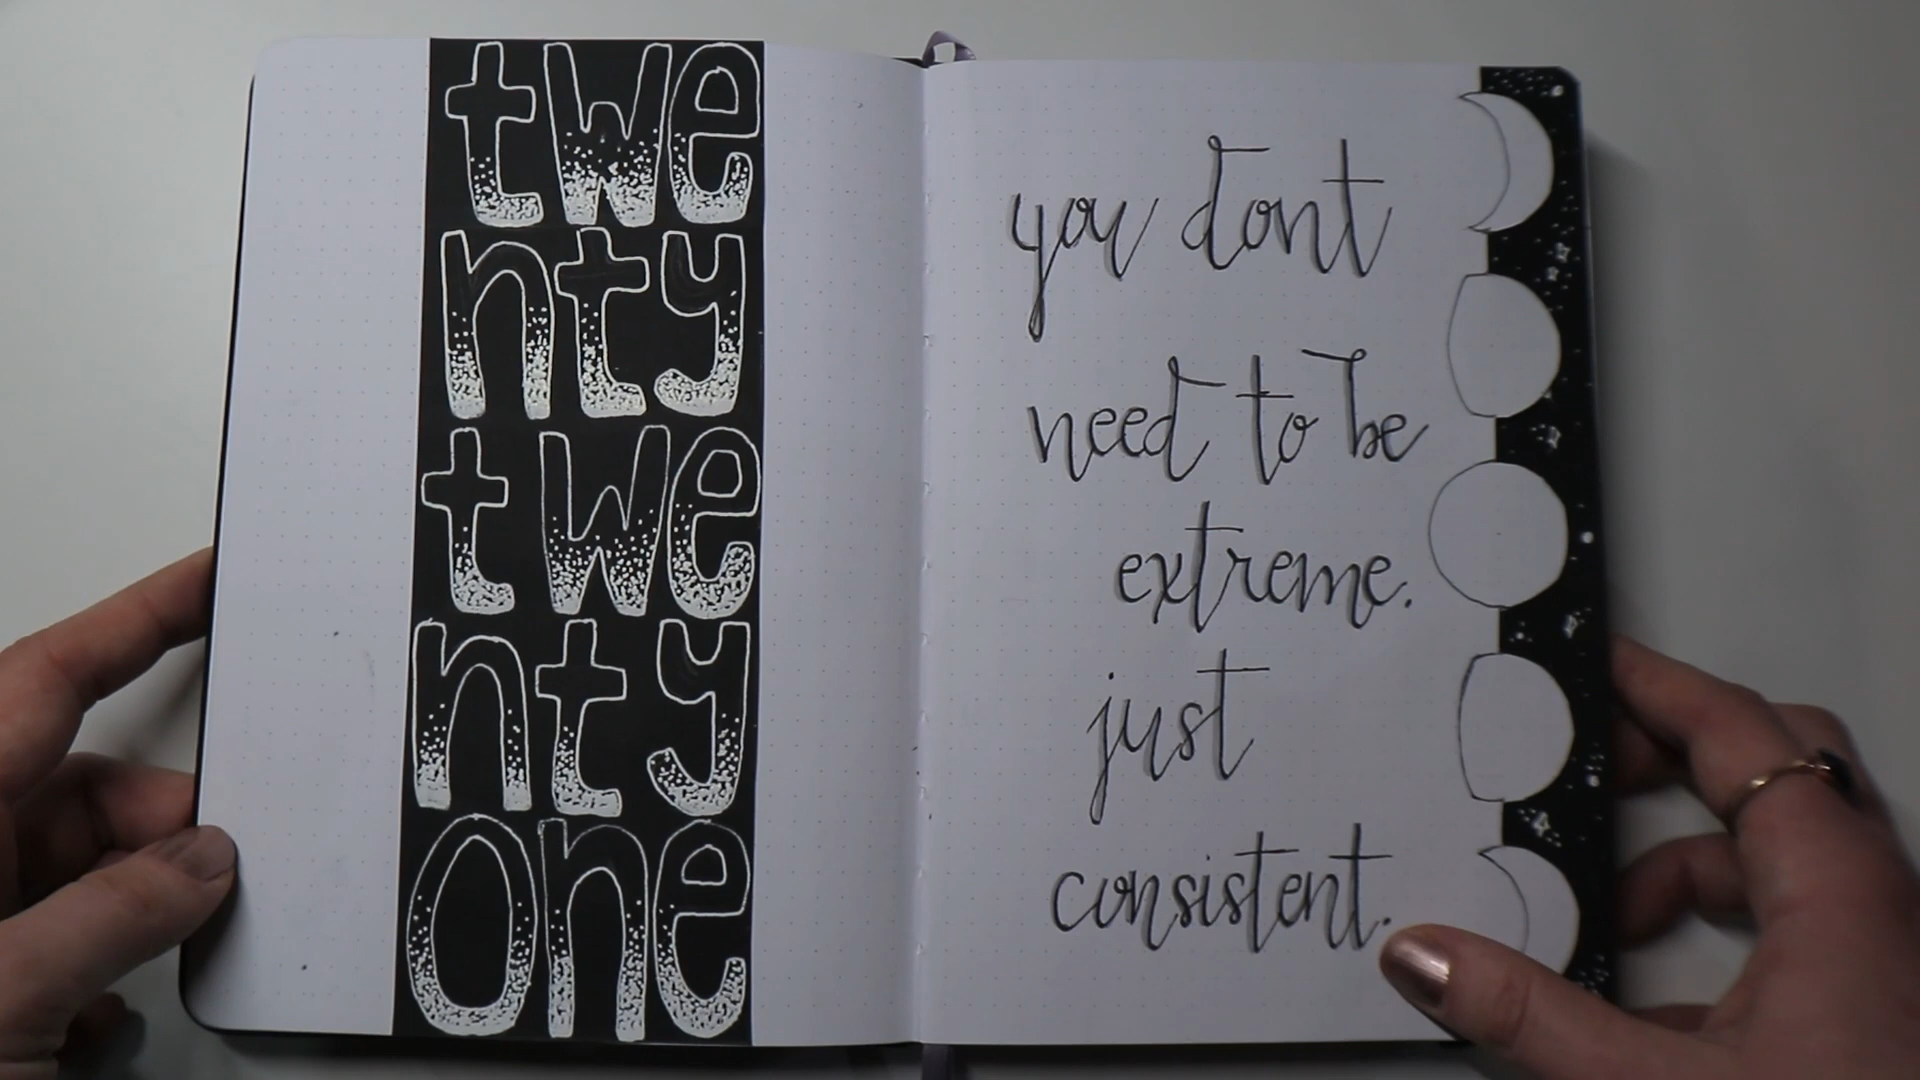 twe
nty
twe
nty
one
you dont
need to be
extreme.
just
consistent.